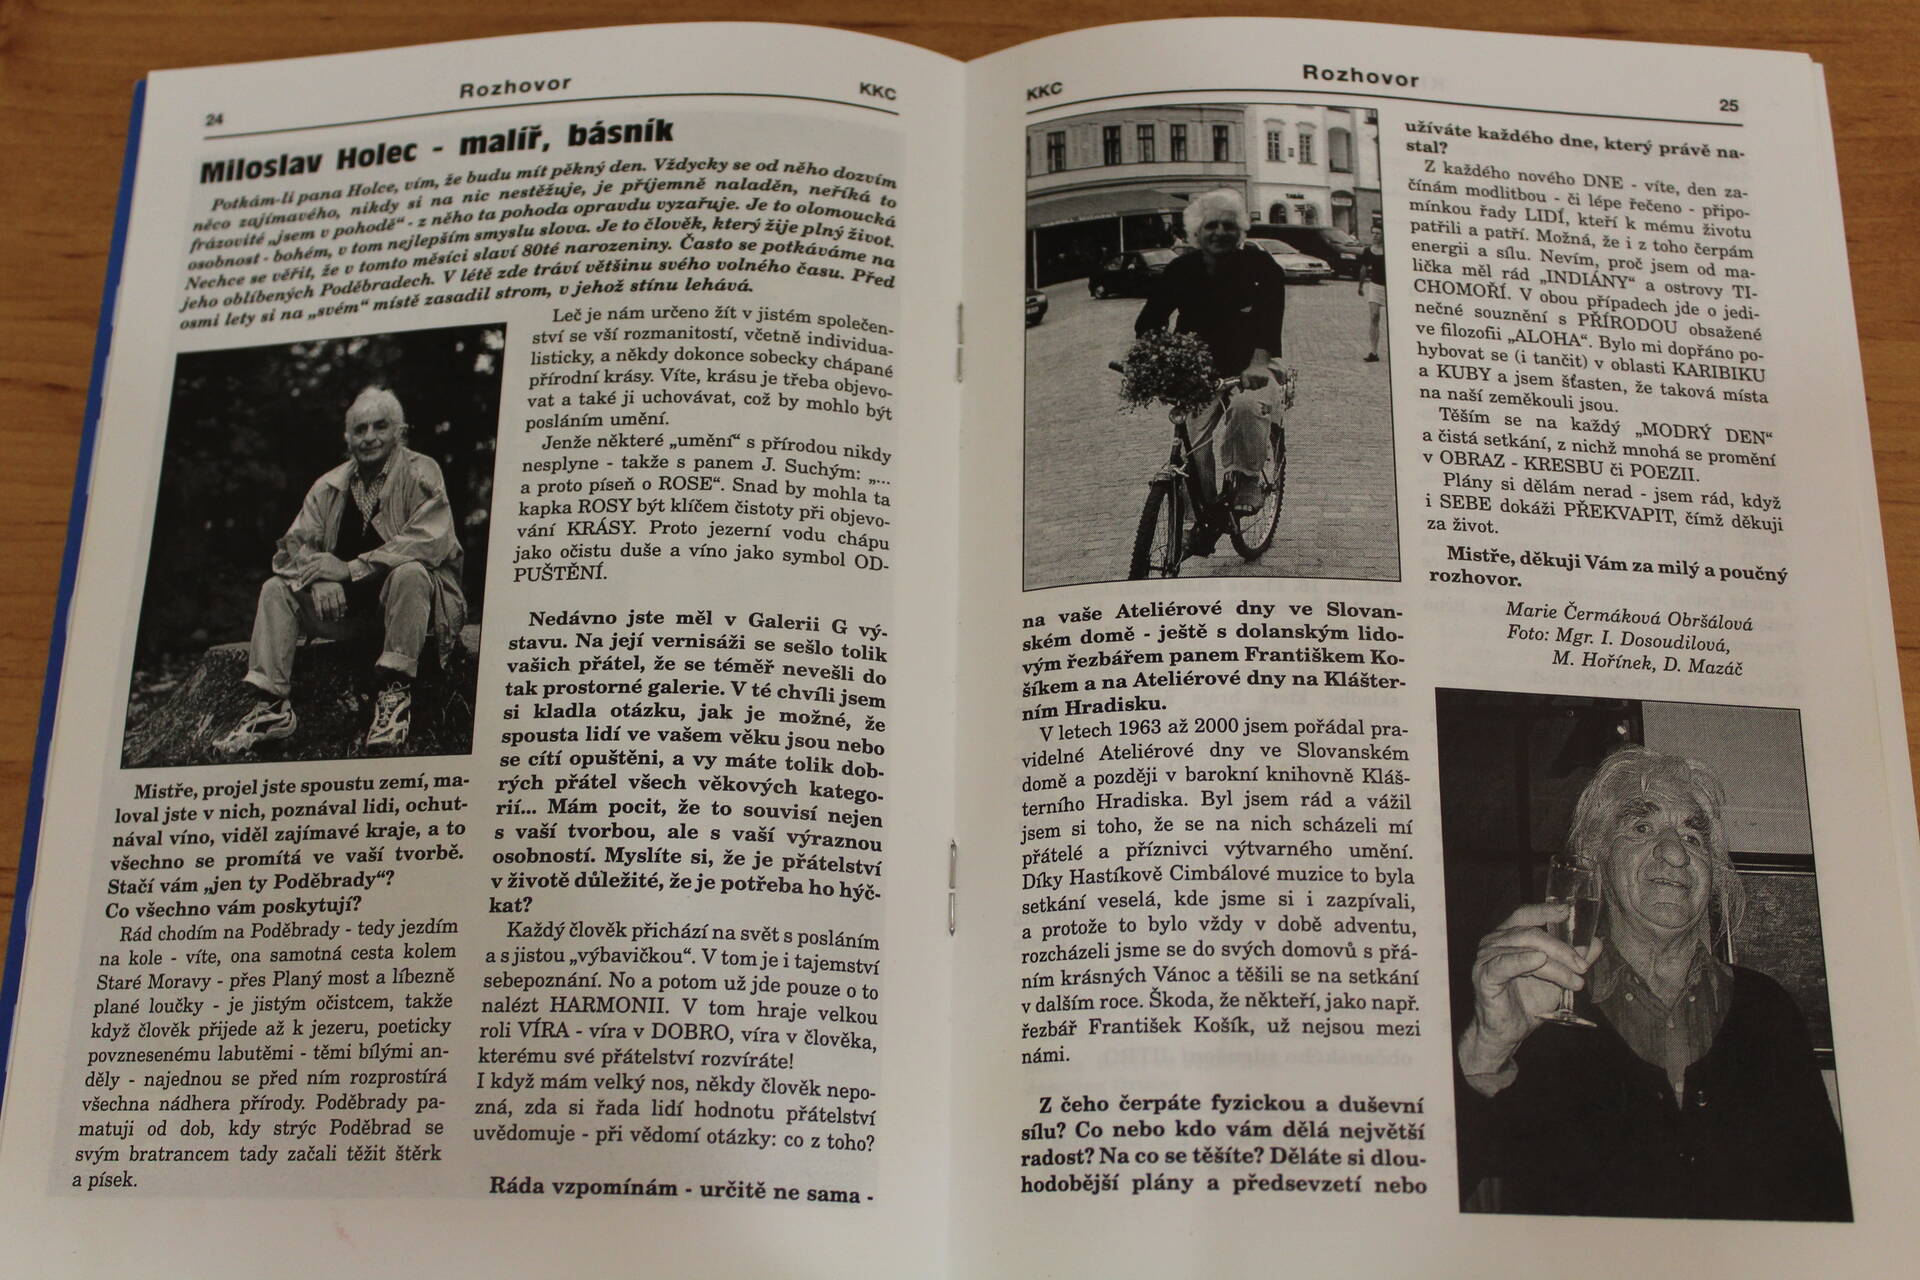 24
Rozhovor
KKC
Miloslav Holec - malíř, básník
Potkám-li pana Holce, vím, že budu mít pěkný den. Vždycky se od něho dozvím
něco zajímavého, nikdy si na nic nestěžuje, je příjemně naladěn, neříká to
frázovité „jsem v pohodě“ - z něho ta pohoda opravdu vyzařuje. Je to olomoucká
osobnost - bohém, v tom nejlepším smyslu slova. Je to člověk, který žije plný život.
Nechce se věřit, že v tomto měsíci slaví 80té narozeniny. Často se potkáváme na
jeho oblíbených Poděbradech. V létě zde tráví většinu svého volného času. Před
osmi lety si na „svém“ místě zasadil strom, v jehož stínu lehává.
Mistře, projel jste spoustu zemí, ma-
loval jste v nich, poznával lidi, ochut-
nával víno, viděl zajímavé kraje, a to
všechno se promítá ve vaší tvorbě.
Stačí vám „jen ty Poděbrady“?
Co všechno vám poskytují?
Rád chodím na Poděbrady - tedy jezdím
na kole - víte, ona samotná cesta kolem
Staré Moravy - přes Planý most a líbezně
plané loučky - je jistým očistcem, takže
když člověk přijede až k jezeru, poeticky
povznesenému labutěmi - těmi bílými an-
děly - najednou se před ním rozprostírá
všechna nádhera přírody. Poděbrady pa-
matuji od dob, kdy strýc Poděbrad se
svým bratrancem tady začali těžit štěrk
a písek.
Leč je nám určeno žít v jistém společen-
ství se vší rozmanitostí, včetně individua-
listicky, a někdy dokonce sobecky chápané
přírodní krásy. Víte, krásu je třeba objevo-
vat a také ji uchovávat, což by mohlo být
posláním umění.
Jenže některé „umění“ s přírodou nikdy
nesplyne - takže s panem J. Suchým: „...
a proto píseň o ROSE“. Snad by mohla ta
kapka ROSY být klíčem čistoty při objevo-
vání KRÁSY. Proto jezerní vodu chápu
jako očistu duše a víno jako symbol OD-
PUŠTĚNÍ.
Nedávno jste měl v Galerii G vý-
stavu. Na její vernisáži se sešlo tolik
vašich přátel, že se téměř nevešli do
tak prostorné galerie. V té chvíli jsem
si kladla otázku, jak je možné, že
spousta lidí ve vašem věku jsou nebo
se cítí opuštěni, a vy máte tolik dob-
rých přátel všech věkových katego-
rií... Mám pocit, že to souvisí nejen
s vaší tvorbou, ale s vaší výraznou
osobností. Myslíte si, že je přátelství
v životě důležité, že je potřeba ho hýč-
kat?
Každý člověk přichází na svět s posláním
a s jistou „výbavičkou“. V tom je i tajemství
sebepoznání. No a potom už jde pouze o to
nalézt HARMONII. V tom hraje velkou
roli VÍRA - víra v DOBRO, víra v člověka,
kterému své přátelství rozvíráte!
I když mám velký nos, někdy člověk nepo-
zná, zda si řada lidí hodnotu přátelství
uvědomuje - při vědomí otázky: co z toho?
Ráda vzpomínám - určitě ne sama -
KKC
Rozhovor
25
na vaše Ateliérové dny ve Slovan-
ském domě - ještě s dolanským lido-
vým řezbářem panem Františkem Ko-
šíkem a na Ateliérové dny na Klášter-
ním Hradisku.
V letech 1963 až 2000 jsem pořádal pra-
videlné Ateliérové dny ve Slovanském
domě a později v barokní knihovně Kláš-
terního Hradiska. Byl jsem rád a vážil
jsem si toho, že se na nich scházeli mí
přátelé a příznivci výtvarného umění.
Díky Hastíkově Cimbálové muzice to byla
setkání veselá, kde jsme si i zazpívali,
a protože to bylo vždy v době adventu,
rozcházeli jsme se do svých domovů s přá-
ním krásných Vánoc a těšili se na setkání
v dalším roce. Škoda, že někteří, jako např.
řezbář František Košík, už nejsou mezi
námi.
Z čeho čerpáte fyzickou a duševní
sílu? Co nebo kdo vám dělá největší
radost? Na co se těšíte? Děláte si dlou-
hodobější plány a předsevzetí nebo
užíváte každého dne, který právě na-
stal?
Z každého nového DNE - víte, den za-
čínám modlitbou - či lépe řečeno - připo-
mínkou řady LIDÍ, kteří k mému životu
patřili a patří. Možná, že i z toho čerpám
energii a sílu. Nevím, proč jsem od ma-
lička měl rád „INDIÁNY“ a ostrovy TI-
CHOMOŘÍ. V obou případech jde o jedi-
nečné souznění s PŘÍRODOU obsažené
ve filozofii „ALOHA“. Bylo mi dopřáno po-
hybovat se (i tančit) v oblasti KARIBIKU
a KUBY a jsem šťasten, že taková místa
na naší zeměkouli jsou.
Těším se na každý „MODRÝ DEN“
a čistá setkání, z nichž mnohá se promění
v OBRAZ - KRESBU či POEZII.
Plány si dělám nerad - jsem rád, když
i SEBE dokáži PŘEKVAPIT, čímž děkuji
za život.
Mistře, děkuji Vám za milý a poučný
rozhovor.
Marie Čermáková Obršálová
Foto: Mgr. I. Dosoudilová,
M. Hořínek, D. Mazáč